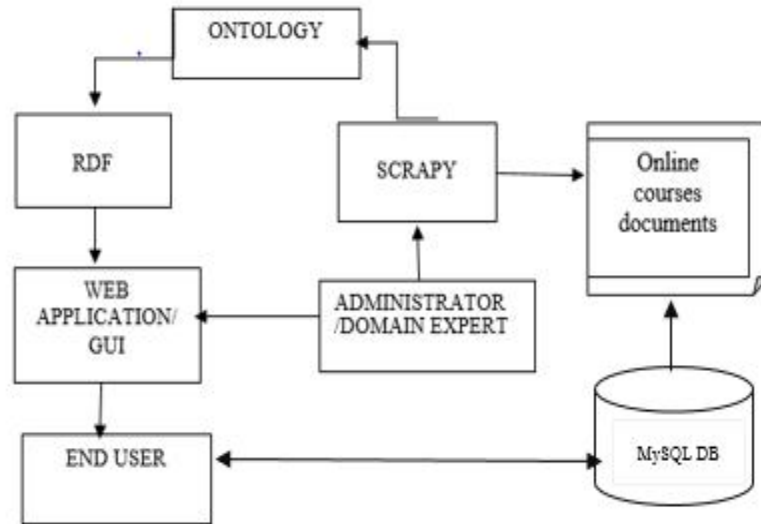 ONTOLOGY
RDF
SCRAPY
Online
courses
documents
WEB
APPLICATION/
GUI
ADMINISTRATOR
/DOMAIN EXPERT
END USER
MySQL DB